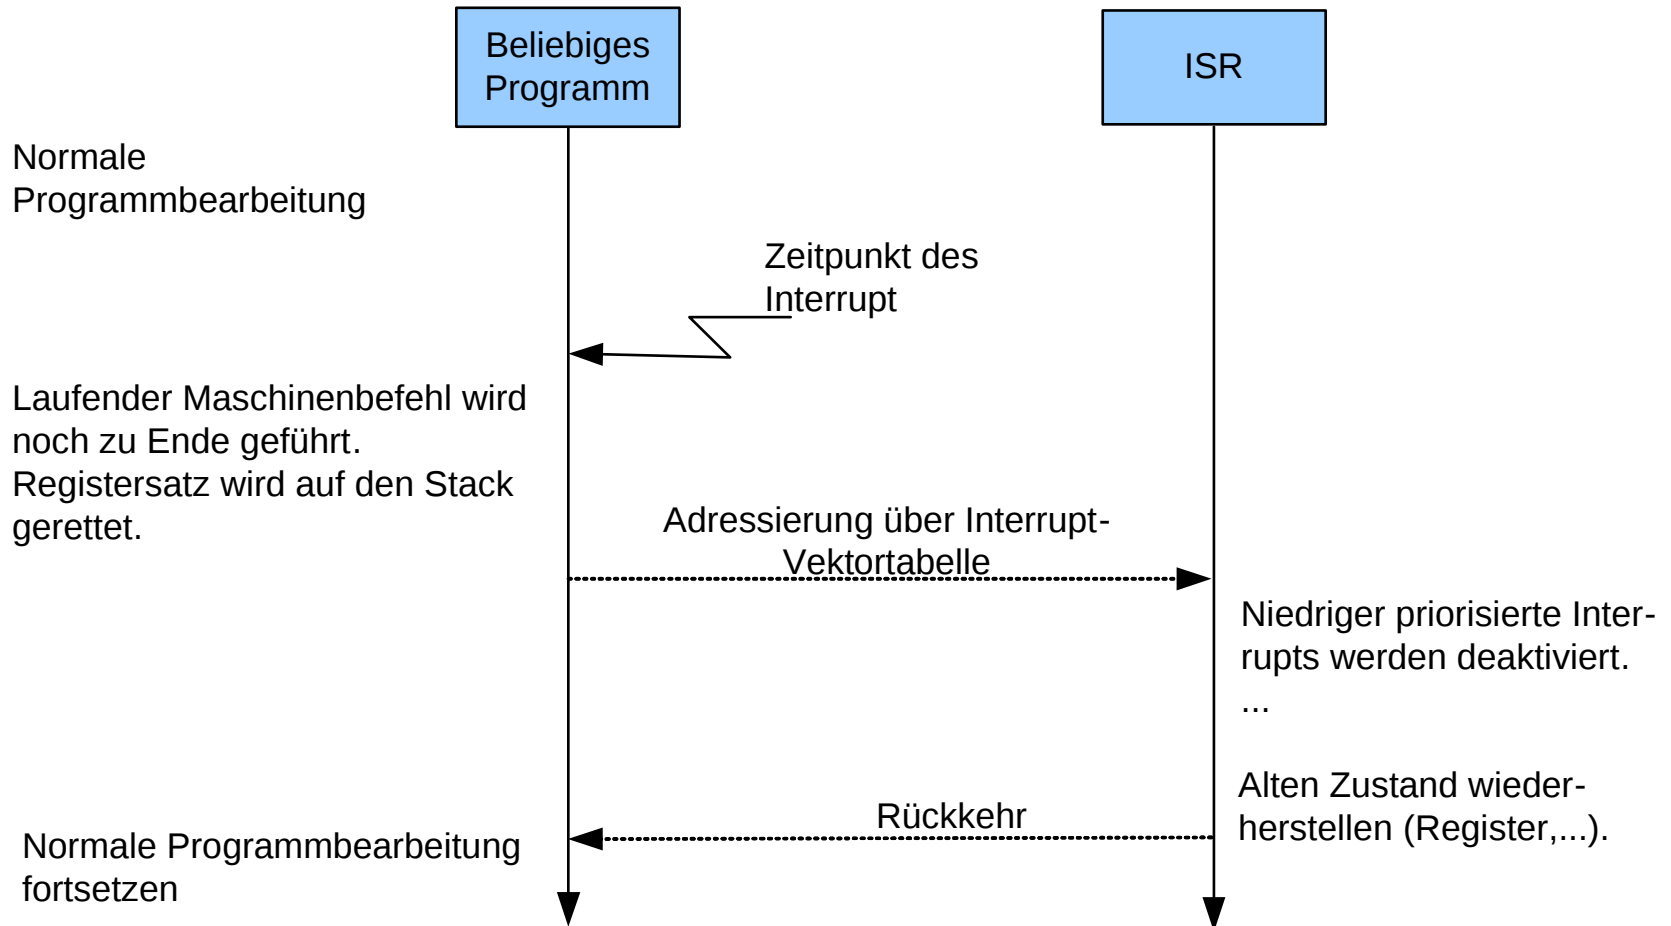 Beliebiges
Programm
ISR
Normale
Programmbearbeitung
Zeitpunkt des
Interrupt
Laufender Maschinenbefehl wird
noch zu Ende geführt.
Registersatz wird auf den Stack
gerettet.
Adressierung über Interrupt-
Vektortabelle
Niedriger priorisierte Inter-
rupts werden deaktiviert.
...
Alten Zustand wieder-
herstellen (Register,...).
Rückkehr
Normale Programmbearbeitung
fortsetzen